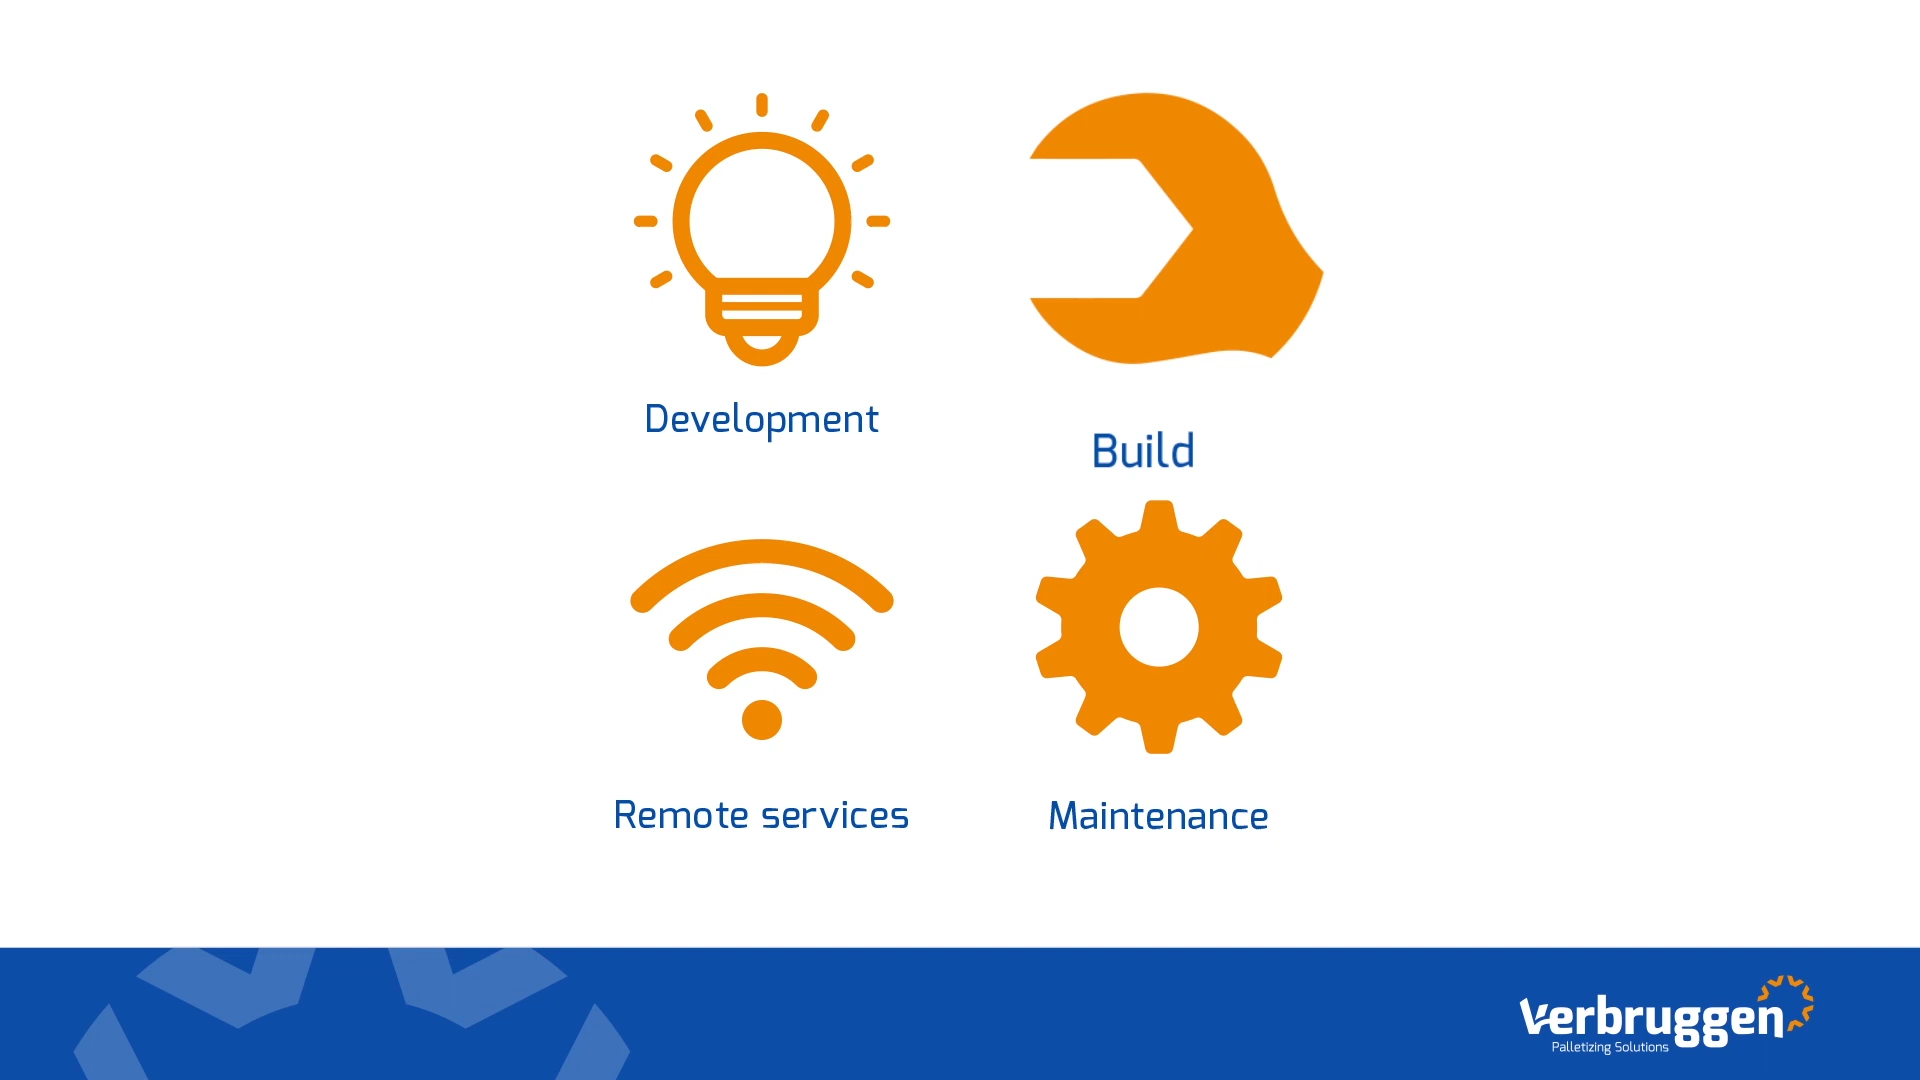 Development
Build
Remote services
Maintenance
Verbruggen
Palletizing Solutions